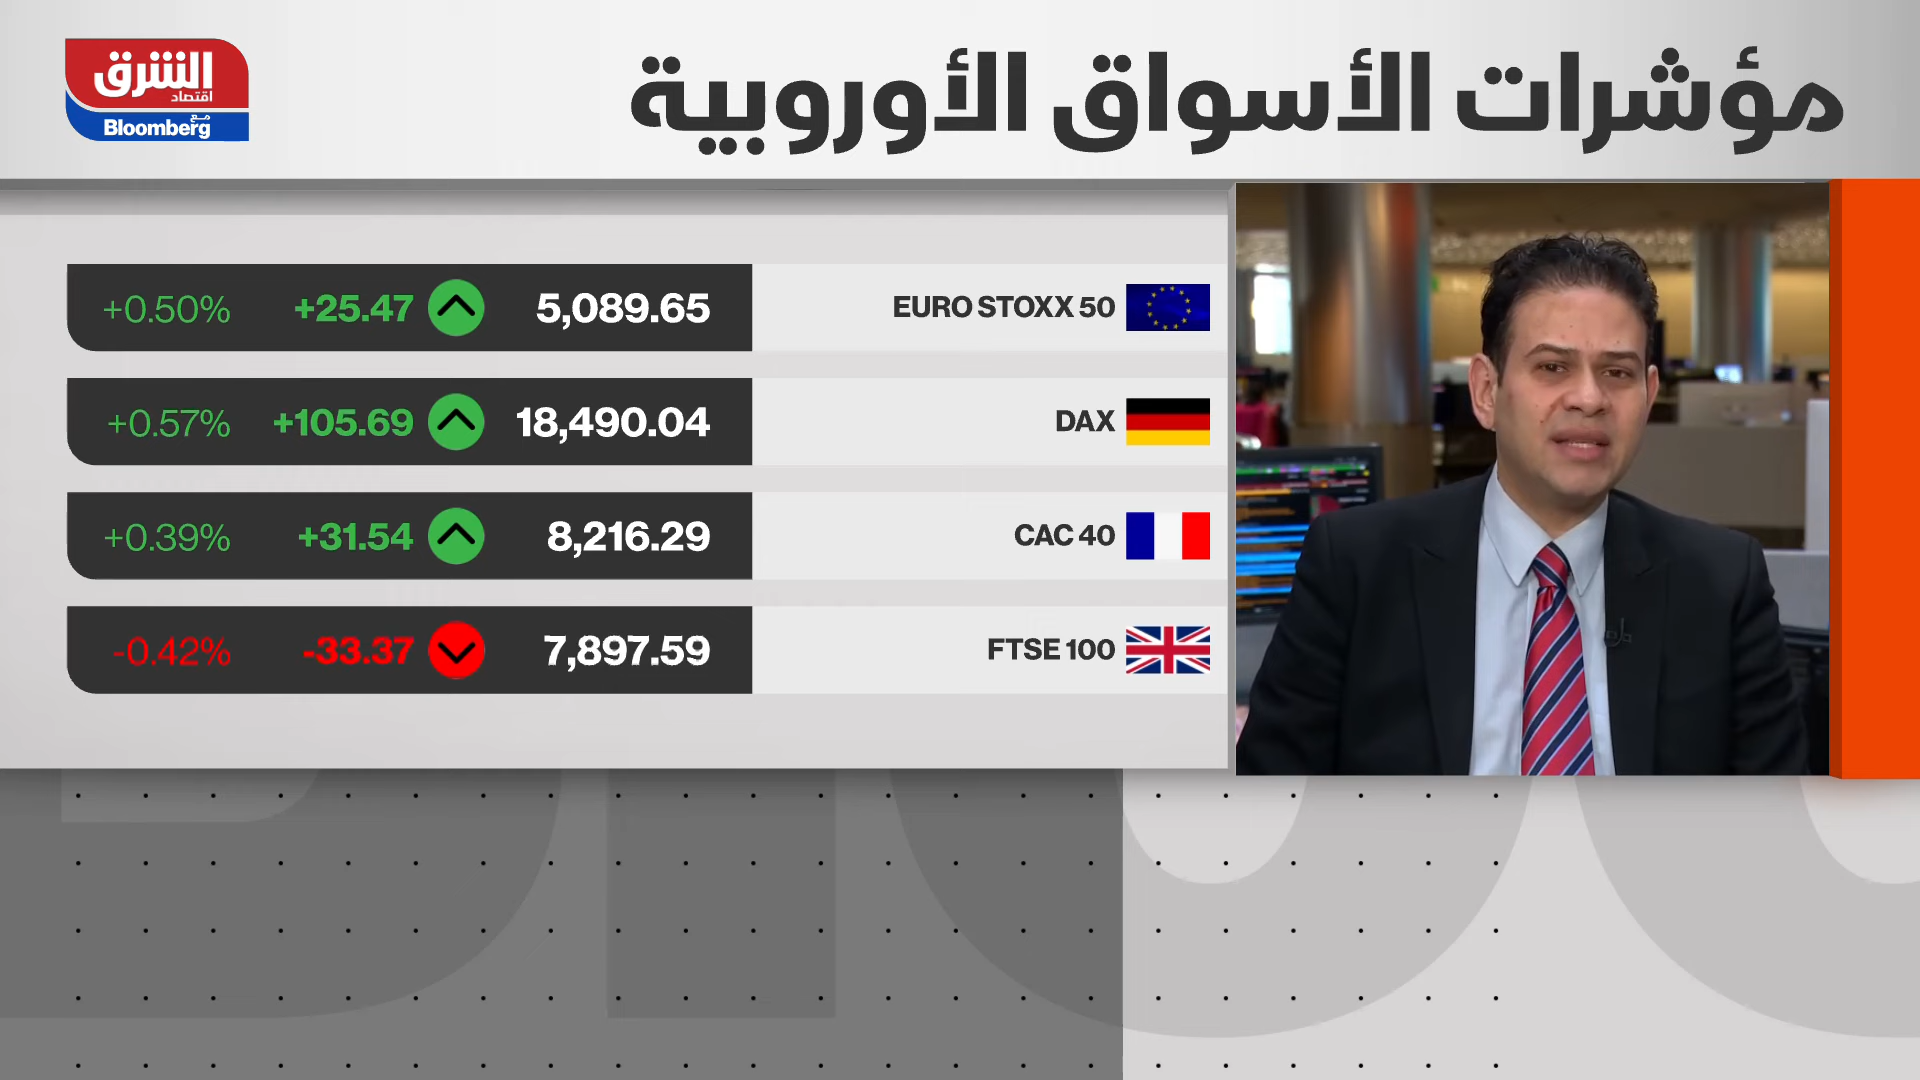 مؤشرات الأسواق الأوروبية
الشرق
اقتصاد
مع
Bloomberg
EURO STOXX 50 5,089.65 +25.47 +0.50%
DAX 18,490.04 +105.69 +0.57%
CAC 40 8,216.29 +31.54 +0.39%
FTSE 100 7,897.59 -33.37 -0.42%